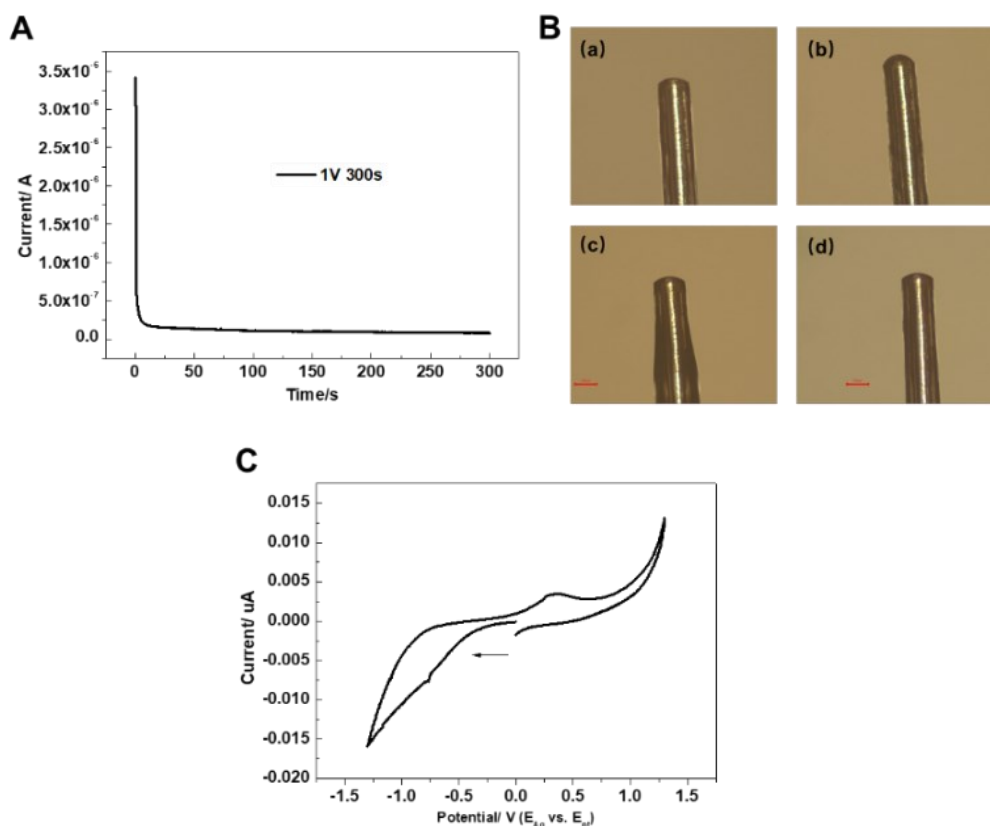 A
3.5x10⁻⁶
3.0x10⁻⁶
2.5x10⁻⁶
2.0x10⁻⁶
1.5x10⁻⁶
1.0x10⁻⁶
5.0x10⁻⁷
0.0
Current/ A
1V 300s
0 50 100 150 200 250 300
Time/s
B
(a)
(b)
(c)
(d)
C
0.015
0.010
0.005
0.000
-0.005
-0.010
-0.015
-0.020
Current/ uA
-1.5 -1.0 -0.5 0.0 0.5 1.0 1.5
Potential/ V (E_Ag vs. E_pt)